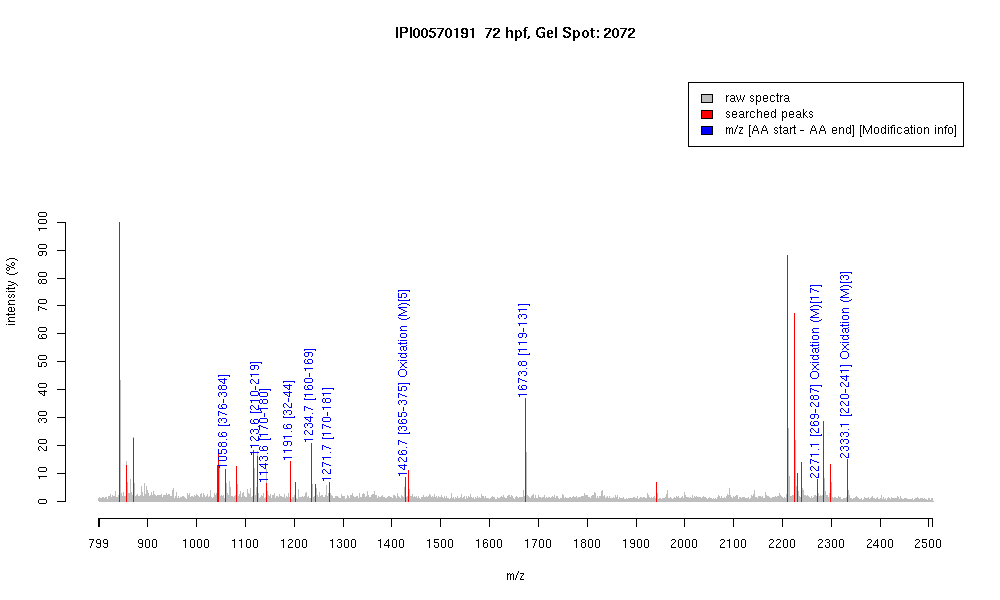 IPI00570191 72 hpf, Gel Spot: 2072
raw spectra
searched peaks
m/z [AA start - AA end] [Modification info]
intensity (%)
100
90
80
70
60
50
40
30
20
10
0
1058.6 [376-384]
1123.6 [210-219]
1143.6 [170-180]
1191.6 [32-44]
1234.7 [160-169]
1271.7 [170-181]
1426.7 [365-375] Oxidation (M)[5]
1673.8 [119-131]
2271.1 [269-287] Oxidation (M)[17]
2333.1 [220-241] Oxidation (M)[3]
799 900 1000 1100 1200 1300 1400 1500 1600 1700 1800 1900 2000 2100 2200 2300 2400 2500
m/z